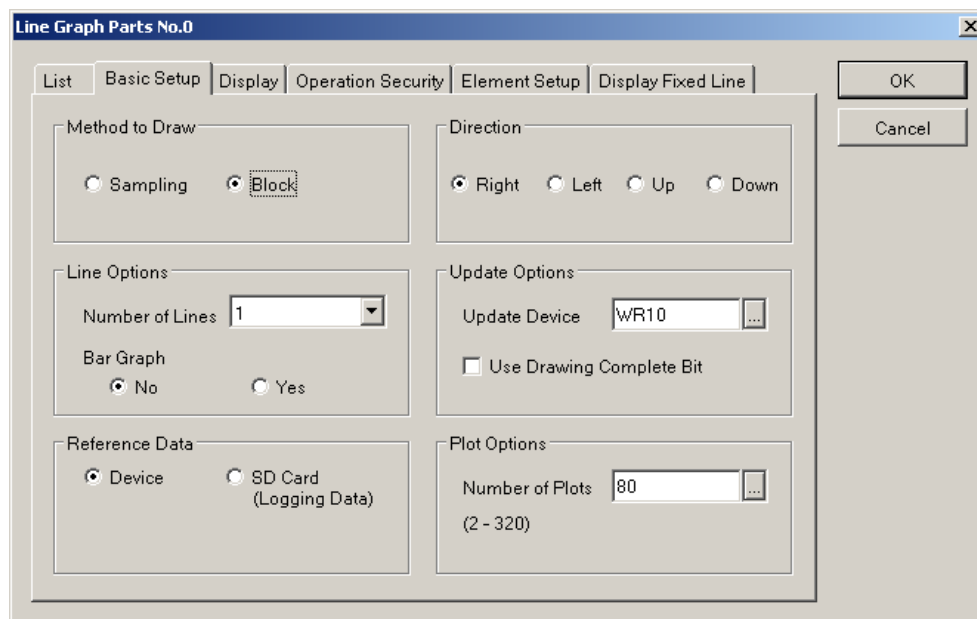 Line Graph Parts No.0
List Basic Setup Display Operation Security Element Setup Display Fixed Line
OK
Cancel
Method to Draw
Sampling Block
Direction
Right Left Up Down
Line Options
Number of Lines 1
Bar Graph
No Yes
Update Options
Update Device WR10 ...
Use Drawing Complete Bit
Reference Data
Device SD Card
(Logging Data)
Plot Options
Number of Plots 80 ...
(2 - 320)